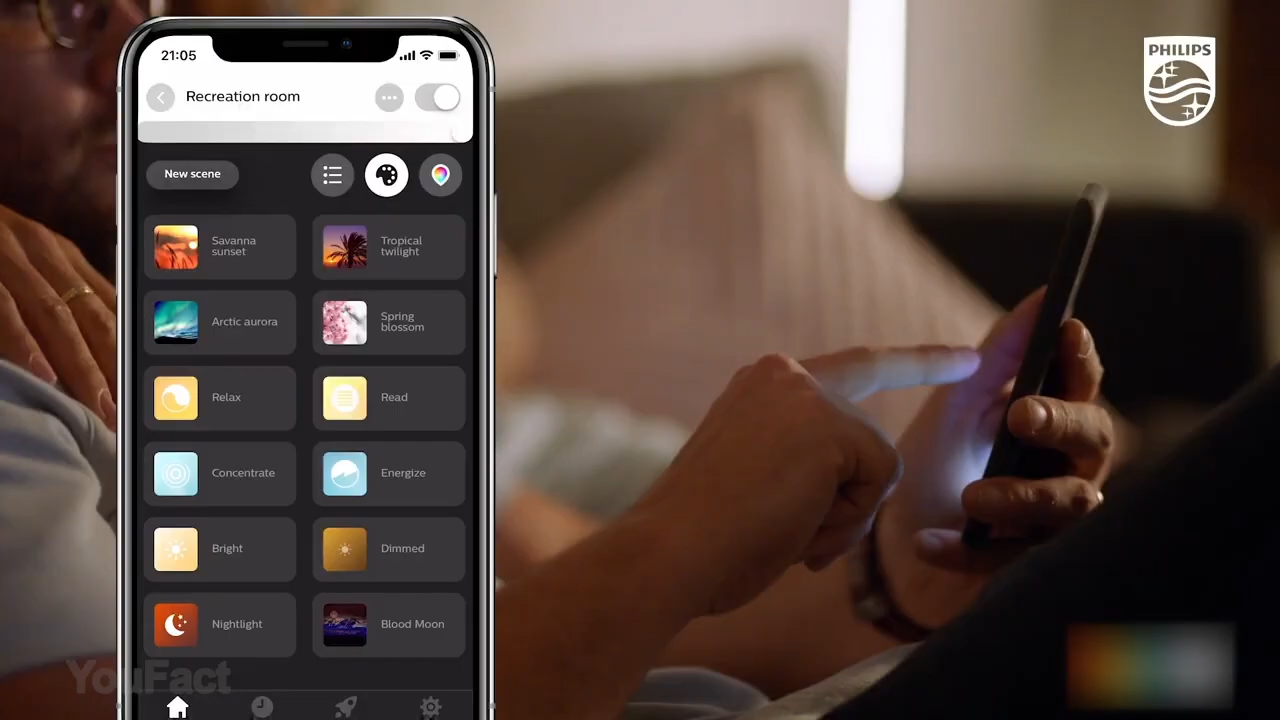 21:05
Recreation room
New scene
Savanna
sunset
Tropical
twilight
Arctic aurora
Spring
blossom
Relax
Read
Concentrate
Energize
Bright
Dimmed
Nightlight
Blood Moon
PHILIPS
YouFact